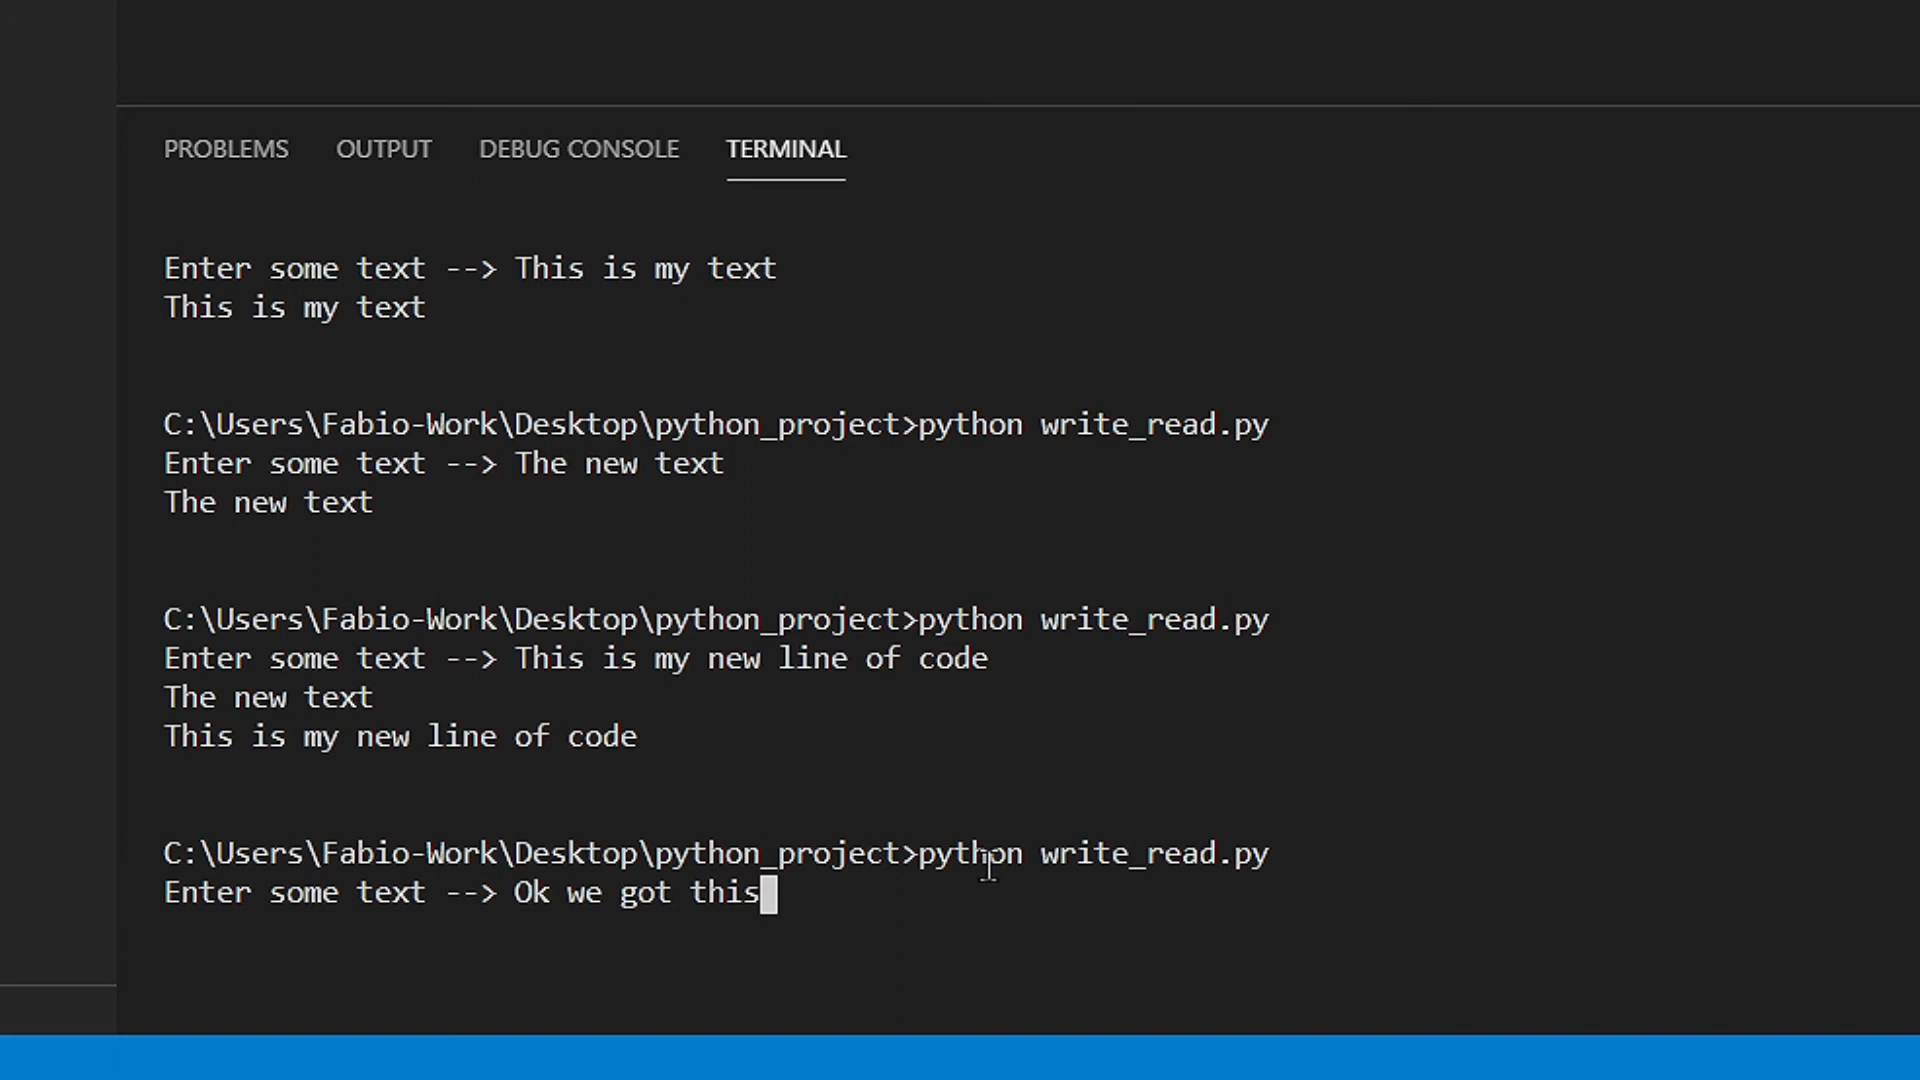 PROBLEMS OUTPUT DEBUG CONSOLE TERMINAL
Enter some text --> This is my text
This is my text
C:\Users\Fabio-Work\Desktop\python_project>python write_read.py
Enter some text --> The new text
The new text
C:\Users\Fabio-Work\Desktop\python_project>python write_read.py
Enter some text --> This is my new line of code
The new text
This is my new line of code
C:\Users\Fabio-Work\Desktop\python_project>python write_read.py
Enter some text --> Ok we got this